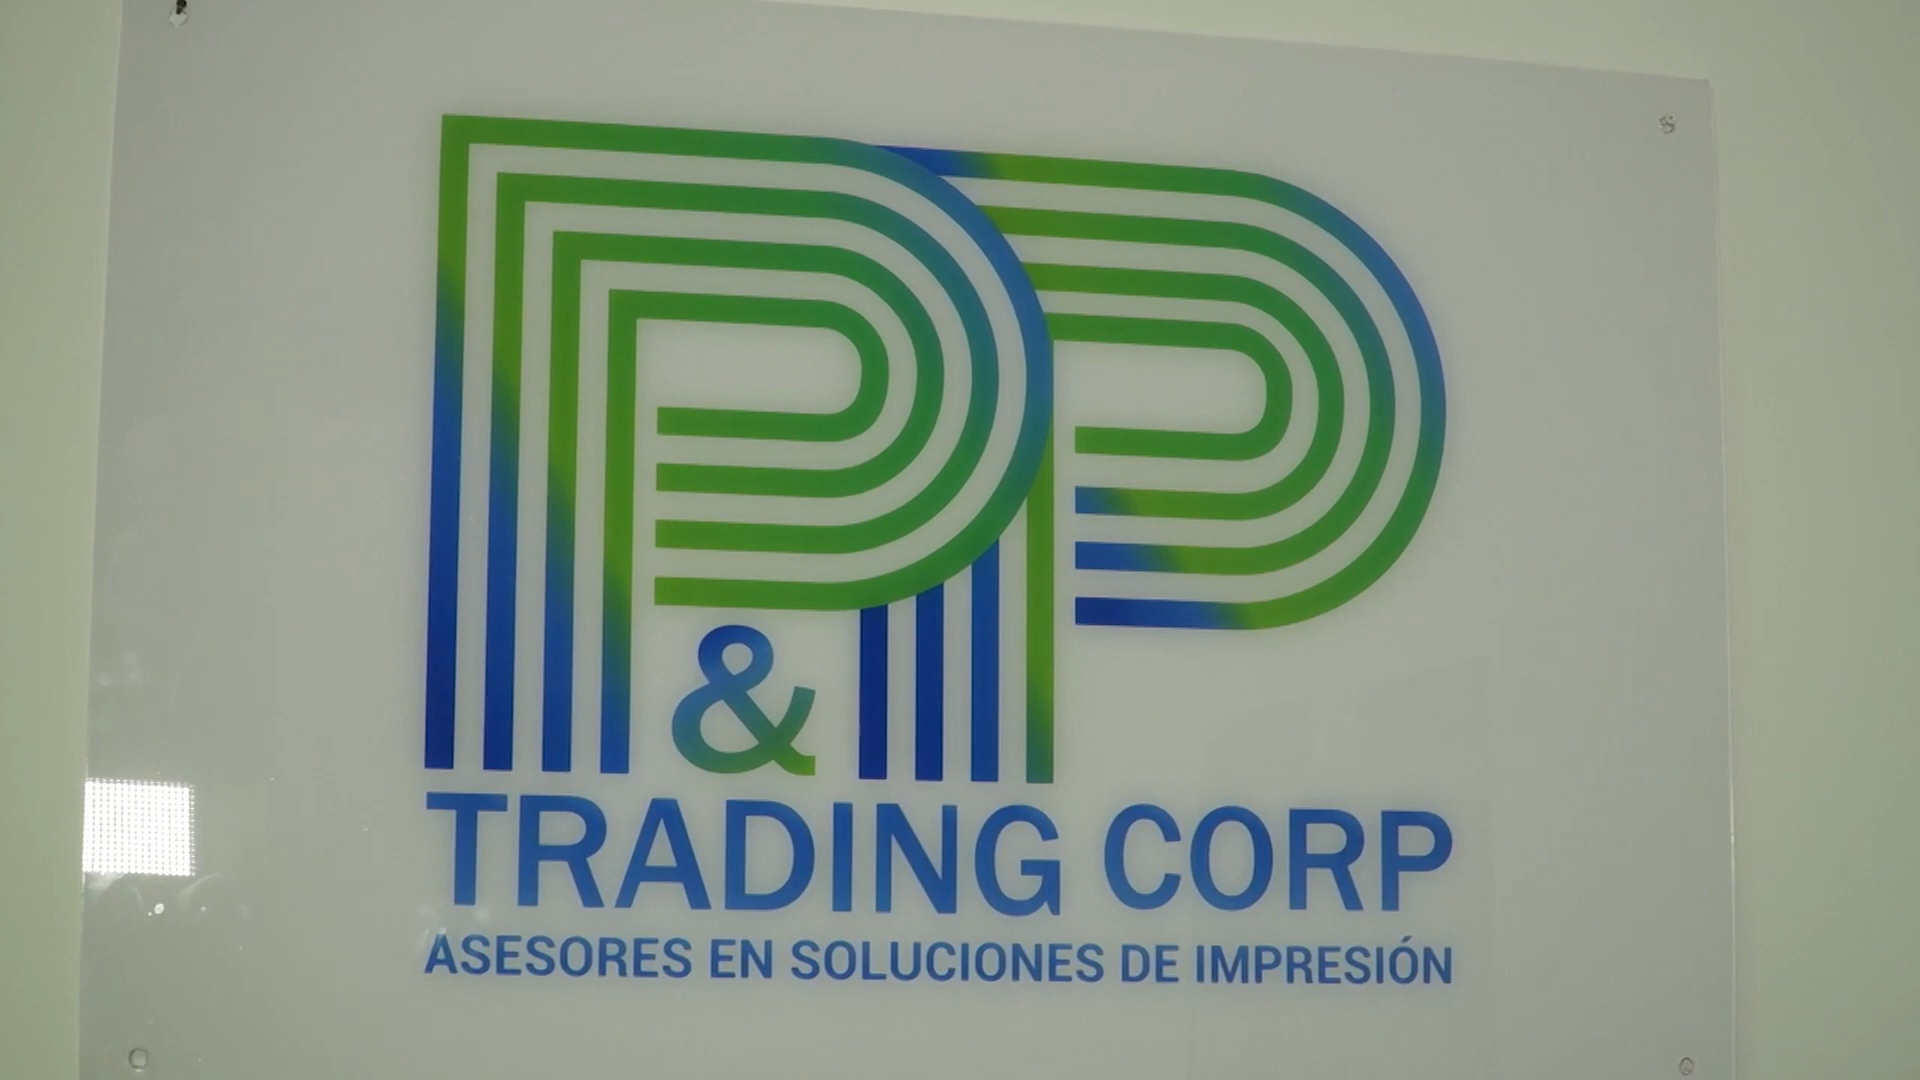 P&P
TRADING CORP
ASESORES EN SOLUCIONES DE IMPRESIÓN